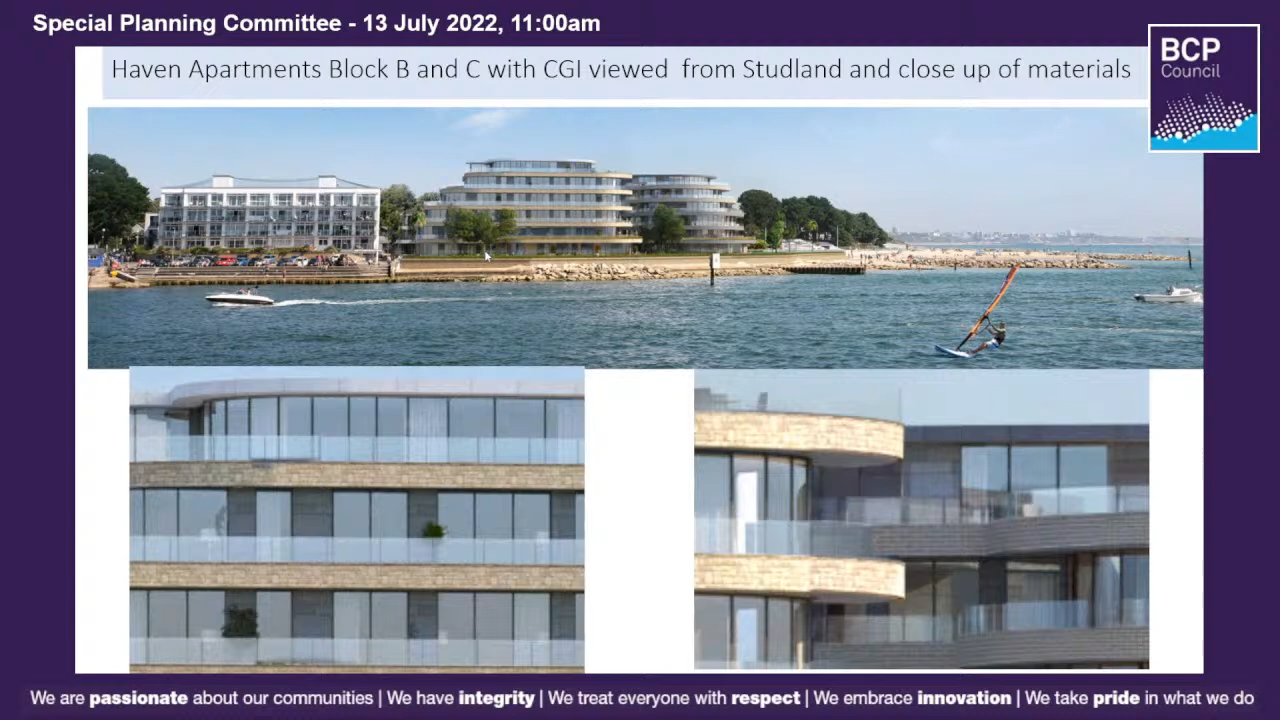 Special Planning Committee - 13 July 2022, 11:00am
BCP
Council
Haven Apartments Block B and C with CGI viewed from Studland and close up of materials
We are passionate about our communities | We have integrity | We treat everyone with respect | We embrace innovation | We take pride in what we do